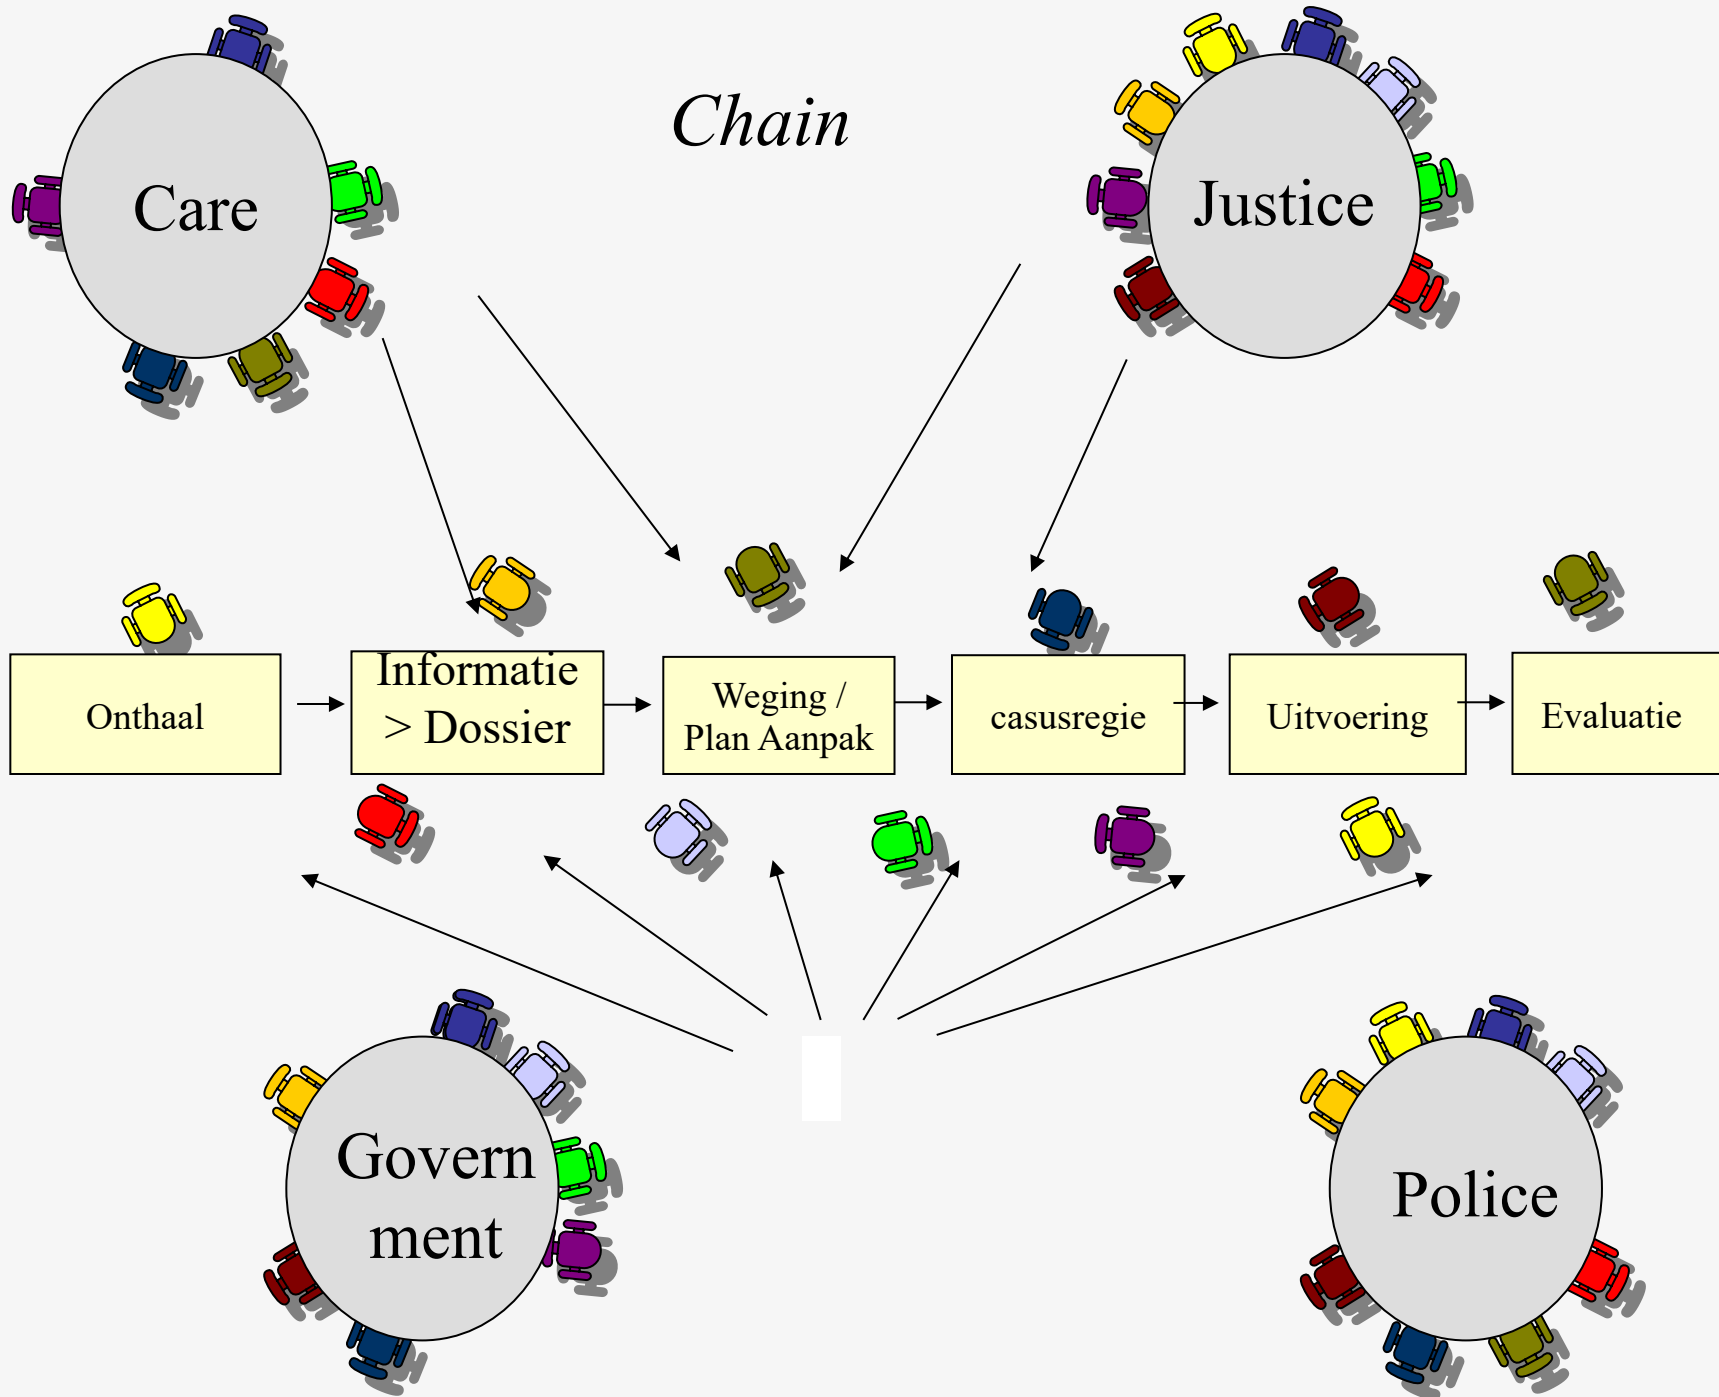 Chain
Care
Justice
Onthaal
Informatie
> Dossier
Weging /
Plan Aanpak
casusregie
Uitvoering
Evaluatie
Govern
ment
Police